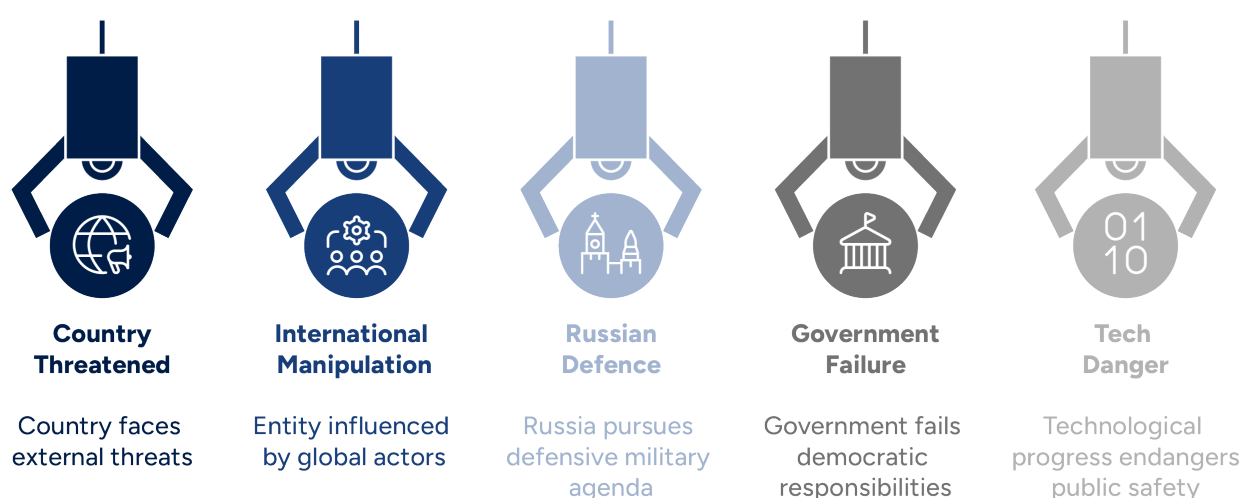 01
10
Country
Threatened
Country faces
external threats
International
Manipulation
Entity influenced
by global actors
Russian
Defence
Russia pursues
defensive military
agenda
Government
Failure
Government fails
democratic
responsibilities
Tech
Danger
Technological
progress endangers
public safety